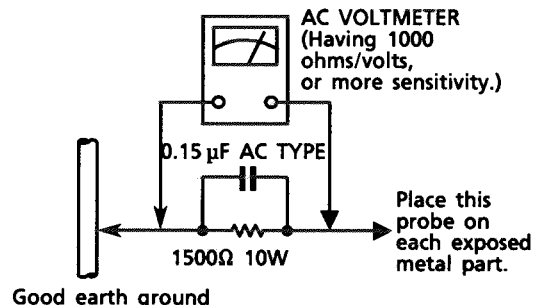 AC VOLTMETER
(Having 1000
ohms/volts,
or more sensitivity.)
0.15 µF AC TYPE
1500Ω 10W
Place this
probe on
each exposed
metal part.
Good earth ground